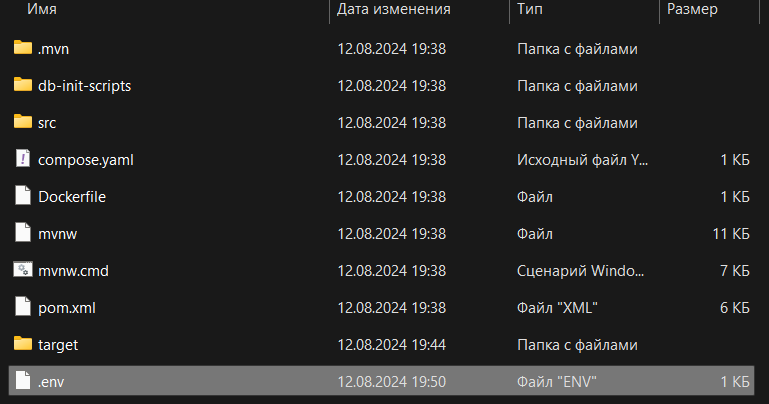 Имя Дата изменения Тип Размер
.mvn 12.08.2024 19:38 Папка с файлами
db-init-scripts 12.08.2024 19:38 Папка с файлами
src 12.08.2024 19:38 Папка с файлами
compose.yaml 12.08.2024 19:38 Исходный файл Y... 1 КБ
Dockerfile 12.08.2024 19:38 Файл 1 КБ
mvnw 12.08.2024 19:38 Файл 11 КБ
mvnw.cmd 12.08.2024 19:38 Сценарий Windo... 7 КБ
pom.xml 12.08.2024 19:38 Файл "XML" 6 КБ
target 12.08.2024 19:44 Папка с файлами
.env 12.08.2024 19:50 Файл "ENV" 1 КБ